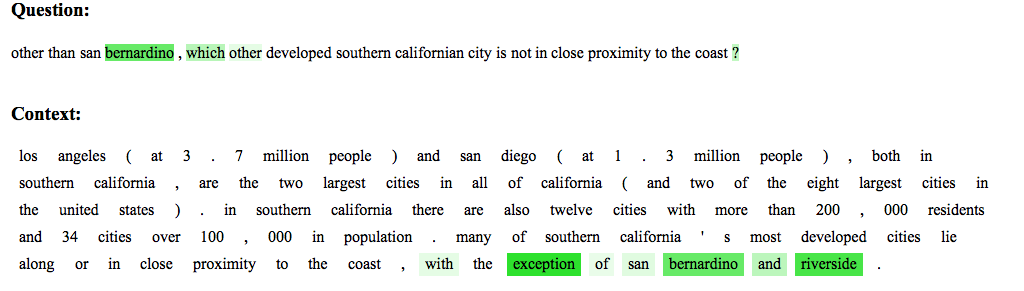 Question:
other than san bernardino , which other developed southern californian city is not in close proximity to the coast ?
Context:
los angeles ( at 3 . 7 million people ) and san diego ( at 1 . 3 million people ) , both in
southern california , are the two largest cities in all of california ( and two of the eight largest cities in
the united states ) . in southern california there are also twelve cities with more than 200 , 000 residents
and 34 cities over 100 , 000 in population . many of southern california ' s most developed cities lie
along or in close proximity to the coast , with the exception of san bernardino and riverside .